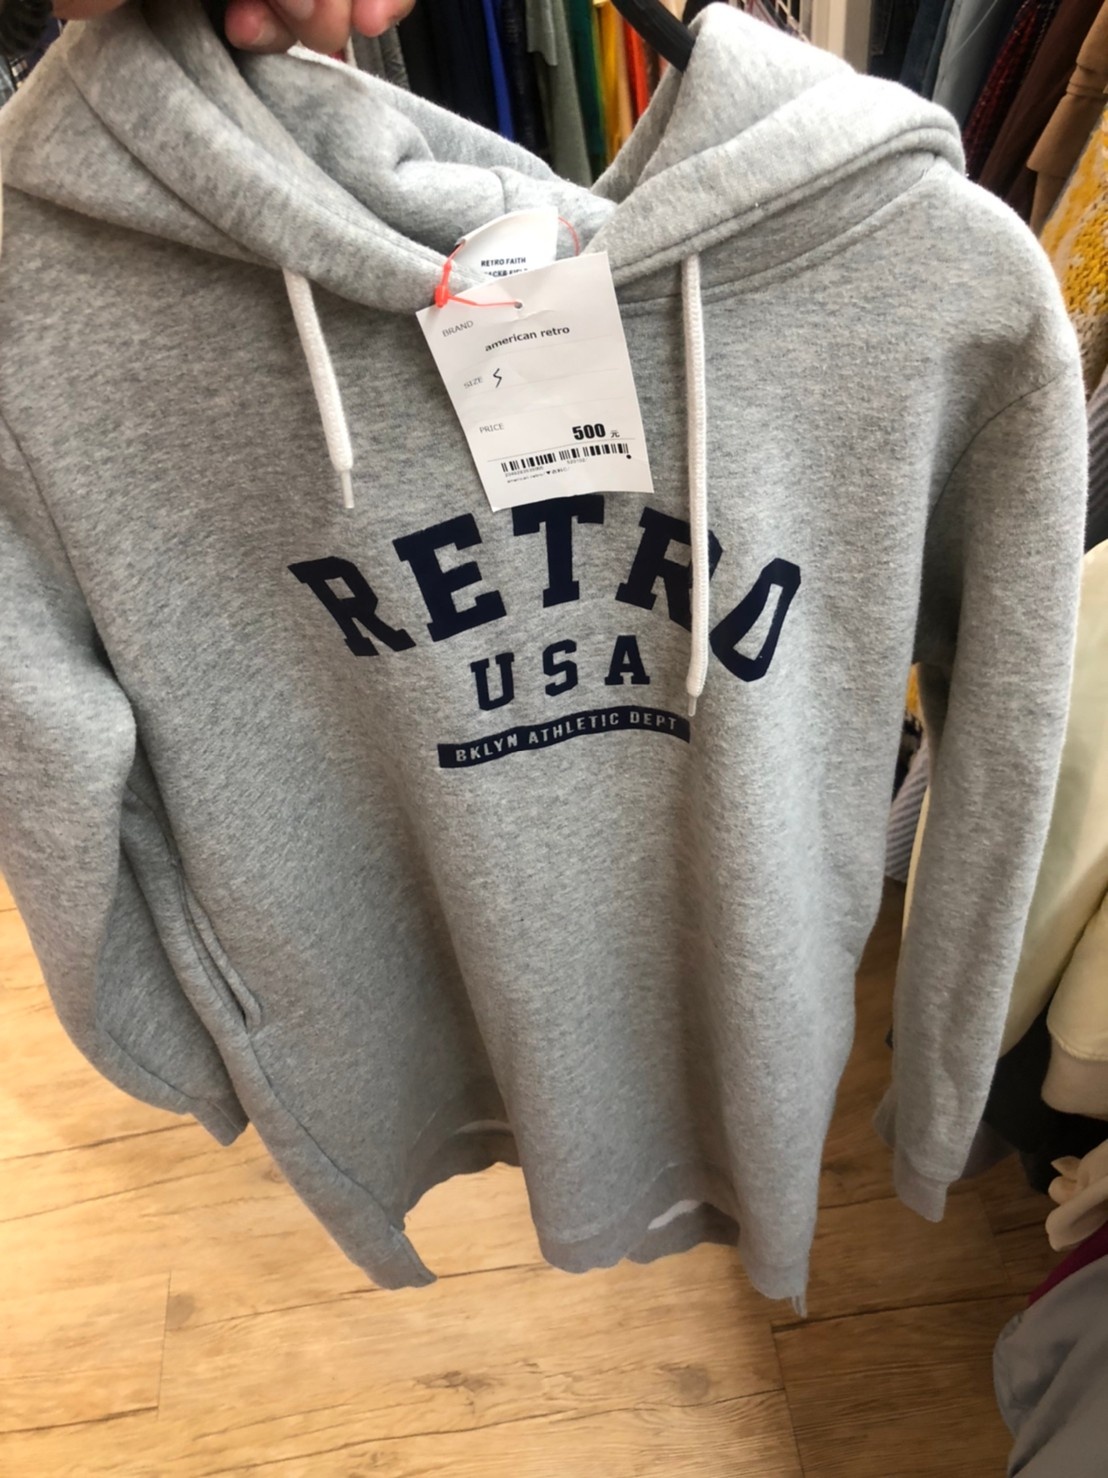 RETRO FAITH
BRAND
american retro
SIZE S
PRICE
500 元
RETRO
USA
BKLYN ATHLETIC DEPT